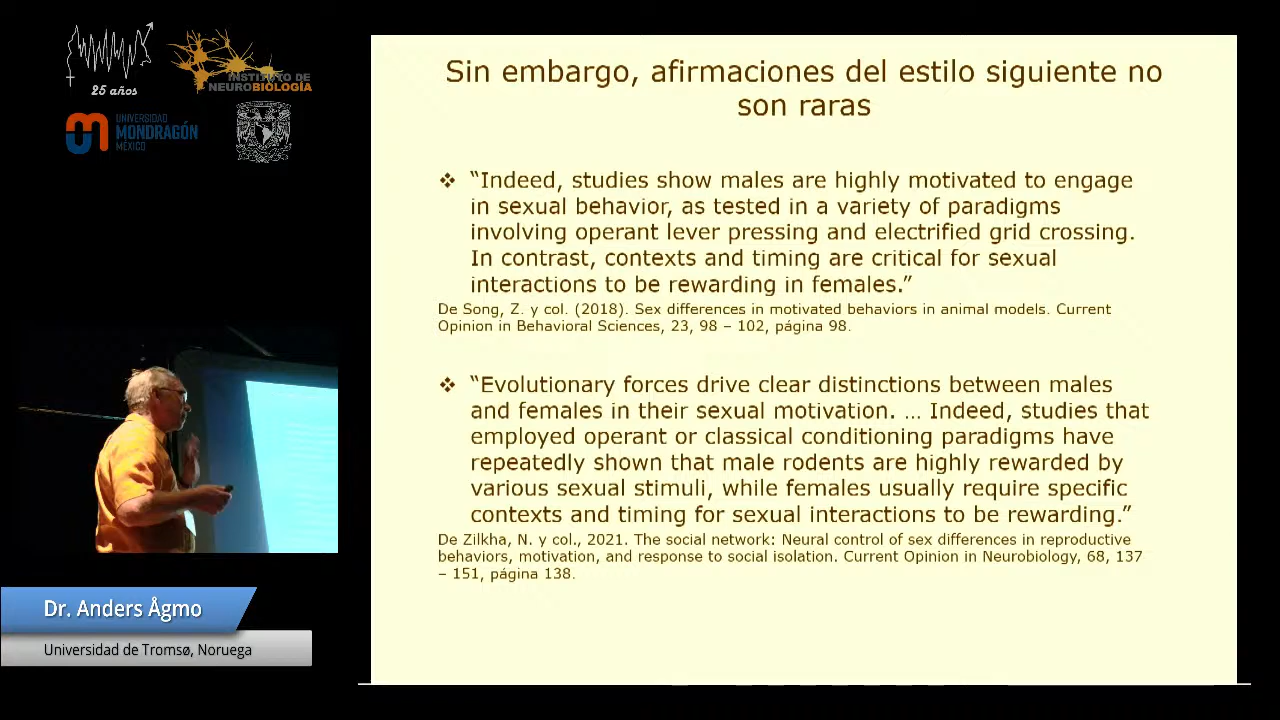 25 años
INSTITUTO DE
NEUROBIOLOGÍA
UNIVERSIDAD
MONDRAGÓN
MÉXICO
Sin embargo, afirmaciones del estilo siguiente no
son raras
❖ “Indeed, studies show males are highly motivated to engage
in sexual behavior, as tested in a variety of paradigms
involving operant lever pressing and electrified grid crossing.
In contrast, contexts and timing are critical for sexual
interactions to be rewarding in females.”
De Song, Z. y col. (2018). Sex differences in motivated behaviors in animal models. Current
Opinion in Behavioral Sciences, 23, 98 – 102, página 98.
❖ “Evolutionary forces drive clear distinctions between males
and females in their sexual motivation. … Indeed, studies that
employed operant or classical conditioning paradigms have
repeatedly shown that male rodents are highly rewarded by
various sexual stimuli, while females usually require specific
contexts and timing for sexual interactions to be rewarding.”
De Zilkha, N. y col., 2021. The social network: Neural control of sex differences in reproductive
behaviors, motivation, and response to social isolation. Current Opinion in Neurobiology, 68, 137
– 151, página 138.
Dr. Anders Ågmo
Universidad de Tromsø, Noruega